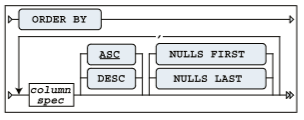 ORDER BY
,
ASC NULLS FIRST
DESC NULLS LAST
column
spec